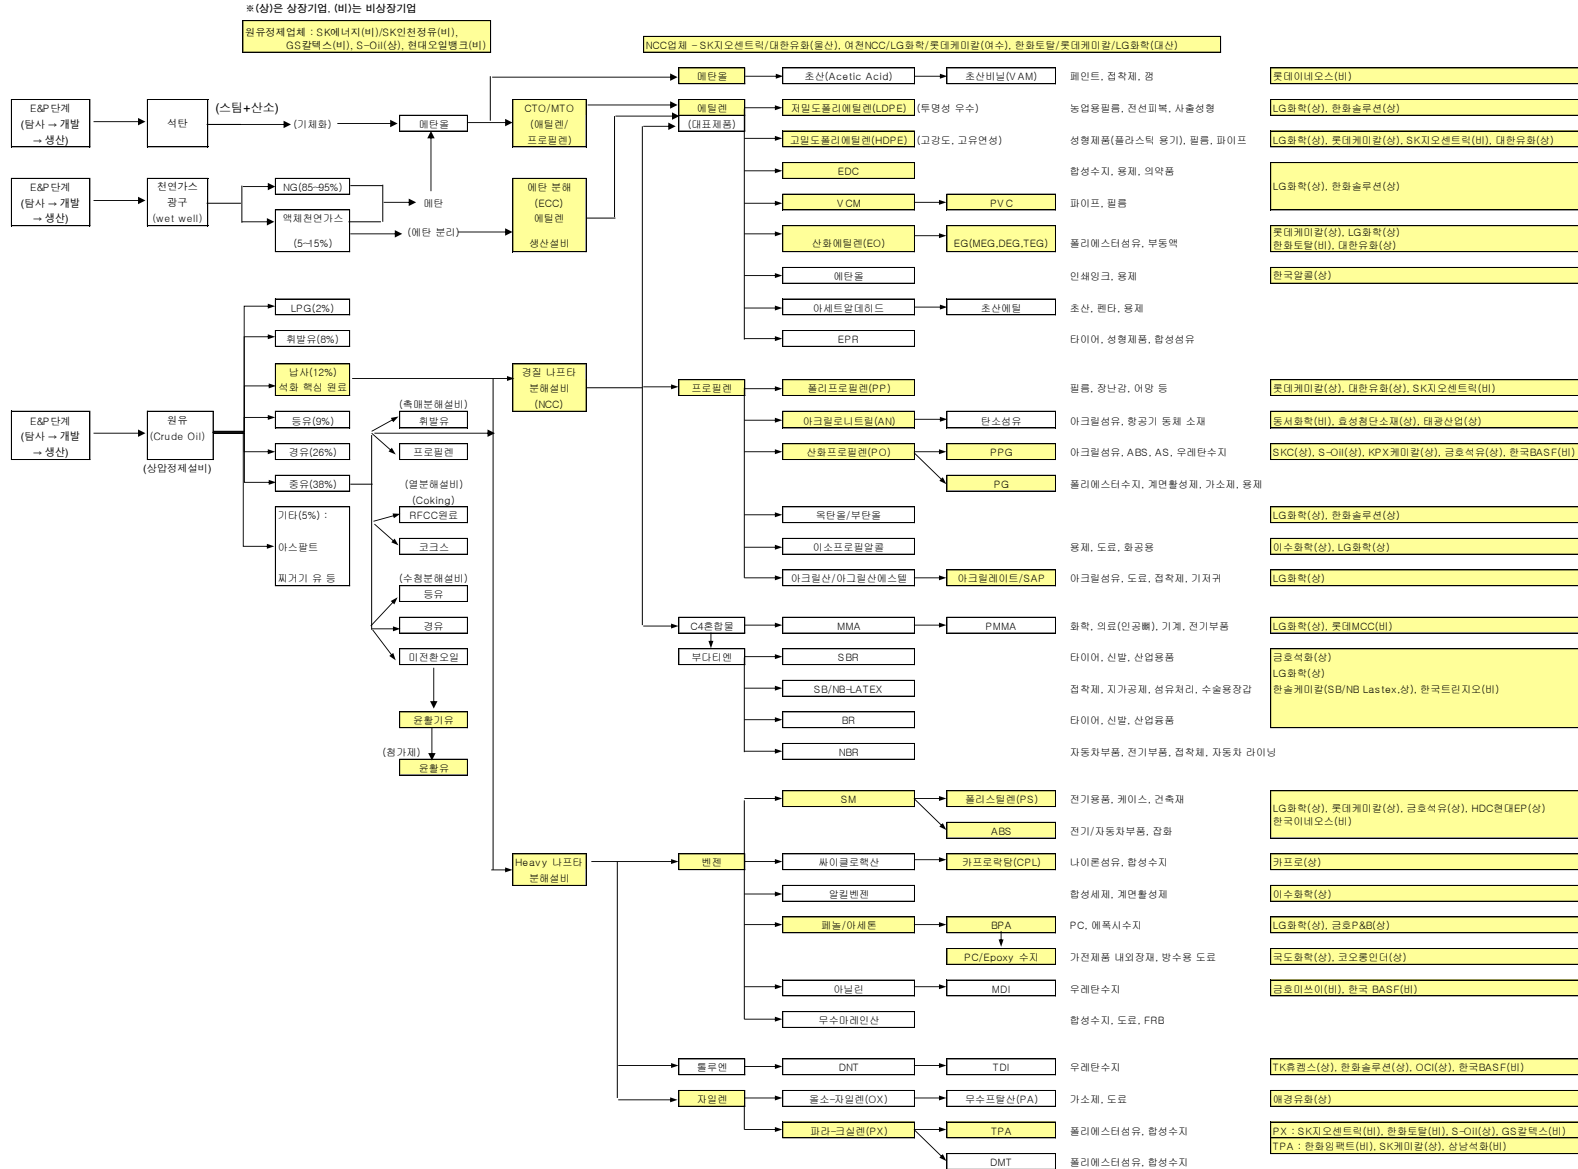 ※(상)은 상장기업, (비)는 비상장기업
원유정제업체 : SK에너지(비)/SK인천정유(비),
GS칼텍스(비), S-Oil(상), 현대오일뱅크(비)
NCC업체 - SK지오센트릭/대한유화(울산), 여천NCC/LG화학/롯데케미칼(여수), 한화토탈/롯데케미칼/LG화학(대산)
메탄올 초산(Acetic Acid) 초산비닐(VAM) 페인트, 접착제, 껌 롯데이네오스(비)
E&P단계
(탐사 → 개발
→ 생산)
석탄
(스팀+산소)
(기체화)
메탄올
CTO/MTO
(애틸렌/
프로필렌)
에틸렌
(대표제품)
저밀도폴리에틸렌(LDPE) (투명성 우수) 농업용필름, 전선피복, 사출성형 LG화학(상), 한화솔루션(상)
고밀도폴리에틸렌(HDPE) (고강도, 고유연성) 성형제품(플라스틱 용기), 필름, 파이프 LG화학(상), 롯데케미칼(상), SK지오센트릭(비), 대한유화(상)
E&P단계
(탐사 → 개발
→ 생산)
천연가스
광구
(wet well)
NG(85-95%)
액체천연가스
(5-15%)
메탄
(에탄 분리)
에탄 분해
(ECC)
에틸렌
생산설비
EDC 합성수지, 용제, 의약품
LG화학(상), 한화솔루션(상)
VCM PVC 파이프, 필름
산화에틸렌(EO) EG(MEG,DEG,TEG) 폴리에스터섬유, 부동액
롯데케미칼(상), LG화학(상)
한화토탈(비), 대한유화(상)
에탄올 인쇄잉크, 용제 한국알콜(상)
아세트알데히드 초산에틸 초산, 펜타, 용제
EPR 타이어, 성형제품, 합성섬유
LPG(2%)
휘발유(8%)
납사(12%)
석화 핵심 원료
경질 나프타
분해설비
(NCC)
프로필렌 폴리프로필렌(PP) 필름, 장난감, 어망 등 롯데케미칼(상), 대한유화(상), SK지오센트릭(비)
E&P단계
(탐사 → 개발
→ 생산)
원유
(Crude Oil)
(상압정제설비)
등유(9%)
경유(26%)
중유(38%)
기타(5%) :
아스팔트
찌거기 유 등
(촉매분해설비)
휘발유
프로필렌
(열분해설비)
(Coking)
RFCC원료
코크스
(수첨분해설비)
등유
경유
미전환오일
윤활기유
(첨가제)
윤활유
아크릴로니트릴(AN) 탄소섬유 아크릴섬유, 항공기 동체 소재 동서화학(비), 효성첨단소재(상), 태광산업(상)
산화프로필렌(PO) PPG 아크릴섬유, ABS, AS, 우레탄수지 SKC(상), S-Oil(상), KPX케미칼(상), 금호석유(상), 한국BASF(비)
PG 폴리에스터수지, 계면활성제, 가소제, 용제
옥탄올/부탄올 LG화학(상), 한화솔루션(상)
이소프로필알콜 용제, 도료, 화공용 이수화학(상), LG화학(상)
아크릴산/아그릴산에스텔 아크릴레이트/SAP 아크릴섬유, 도료, 접착제, 기저귀 LG화학(상)
C4혼합물 MMA PMMA 화학, 의료(인공뼈), 기계, 전기부품 LG화학(상), 롯데MCC(비)
부다티엔 SBR 타이어, 신발, 산업용품
SB/NB-LATEX 접착제, 지가공제, 섬유처리, 수술용장갑
BR 타이어, 신발, 산업융품
NBR 자동차부품, 전기부품, 접착제, 자동차 라이닝
금호석화(상)
LG화학(상)
한솔케미칼(SB/NB Lastex,상), 한국트린지오(비)
SM 폴리스틸렌(PS) 전기용품, 케이스, 건축재
ABS 전기/자동차부품, 잡화
LG화학(상), 롯데케미칼(상), 금호석유(상), HDC현대EP(상)
한국이네오스(비)
Heavy 나프타
분해설비
벤젠 싸이클로핵산 카프로락탐(CPL) 나이론섬유, 합성수지 카프로(상)
알킬벤젠 합성세제, 계면활성제 이수화학(상)
페놀/아세톤 BPA PC, 에폭시수지 LG화학(상), 금호P&B(상)
PC/Epoxy 수지 가전제품 내외장재, 방수용 도료 국도화학(상), 코오롱인더(상)
아닐린 MDI 우레탄수지 금호미쓰이(비), 한국 BASF(비)
무수마레인산 합성수지, 도료, FRB
톨루엔 DNT TDI 우레탄수지 TK휴켐스(상), 한화솔루션(상), OCI(상), 한국BASF(비)
자일렌 올소-자일렌(OX) 무수프탈산(PA) 가소제, 도료 애경유화(상)
파라-크실렌(PX) TPA 폴리에스터섬유, 합성수지 PX : SK지오센트릭(비), 한화토탈(비), S-Oil(상), GS칼텍스(비)
TPA : 한화임팩트(비), SK케미칼(상), 삼남석화(비)
DMT 폴리에스터섬유, 합성수지